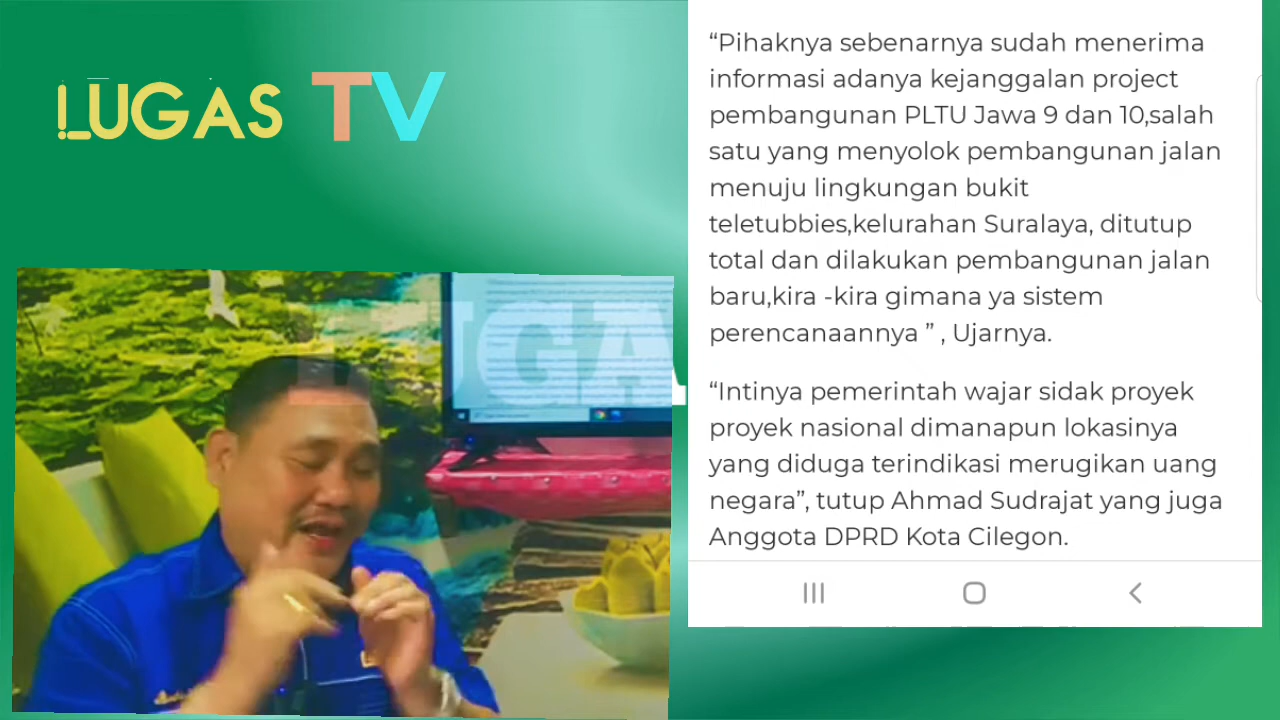 LUGAS TV
“Pihaknya sebenarnya sudah menerima
informasi adanya kejanggalan project
pembangunan PLTU Jawa 9 dan 10,salah
satu yang menyolok pembangunan jalan
menuju lingkungan bukit
teletubbies,kelurahan Suralaya, ditutup
total dan dilakukan pembangunan jalan
baru,kira -kira gimana ya sistem
perencanaannya ” , Ujarnya.
“Intinya pemerintah wajar sidak proyek
proyek nasional dimanapun lokasinya
yang diduga terindikasi merugikan uang
negara”, tutup Ahmad Sudrajat yang juga
Anggota DPRD Kota Cilegon.